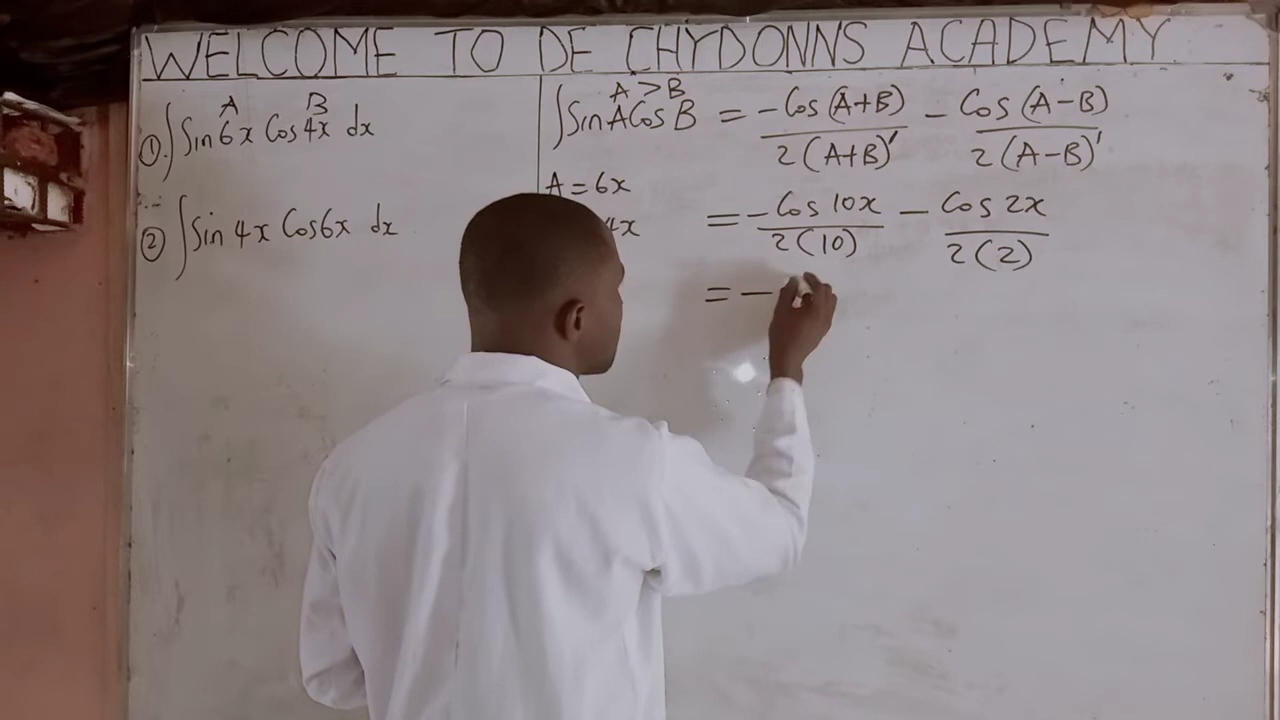 WELCOME TO DE CHYDONNS ACADEMY
A B
① ∫Sin 6x Cos 4x dx
② ∫Sin 4x Cos6x dx
A > B
∫SinACosB = -Cos(A+B)/2(A+B)' - Cos(A-B)/2(A-B)'
A = 6x
4x
= -Cos 10x/2(10) - Cos 2x/2(2)
= -